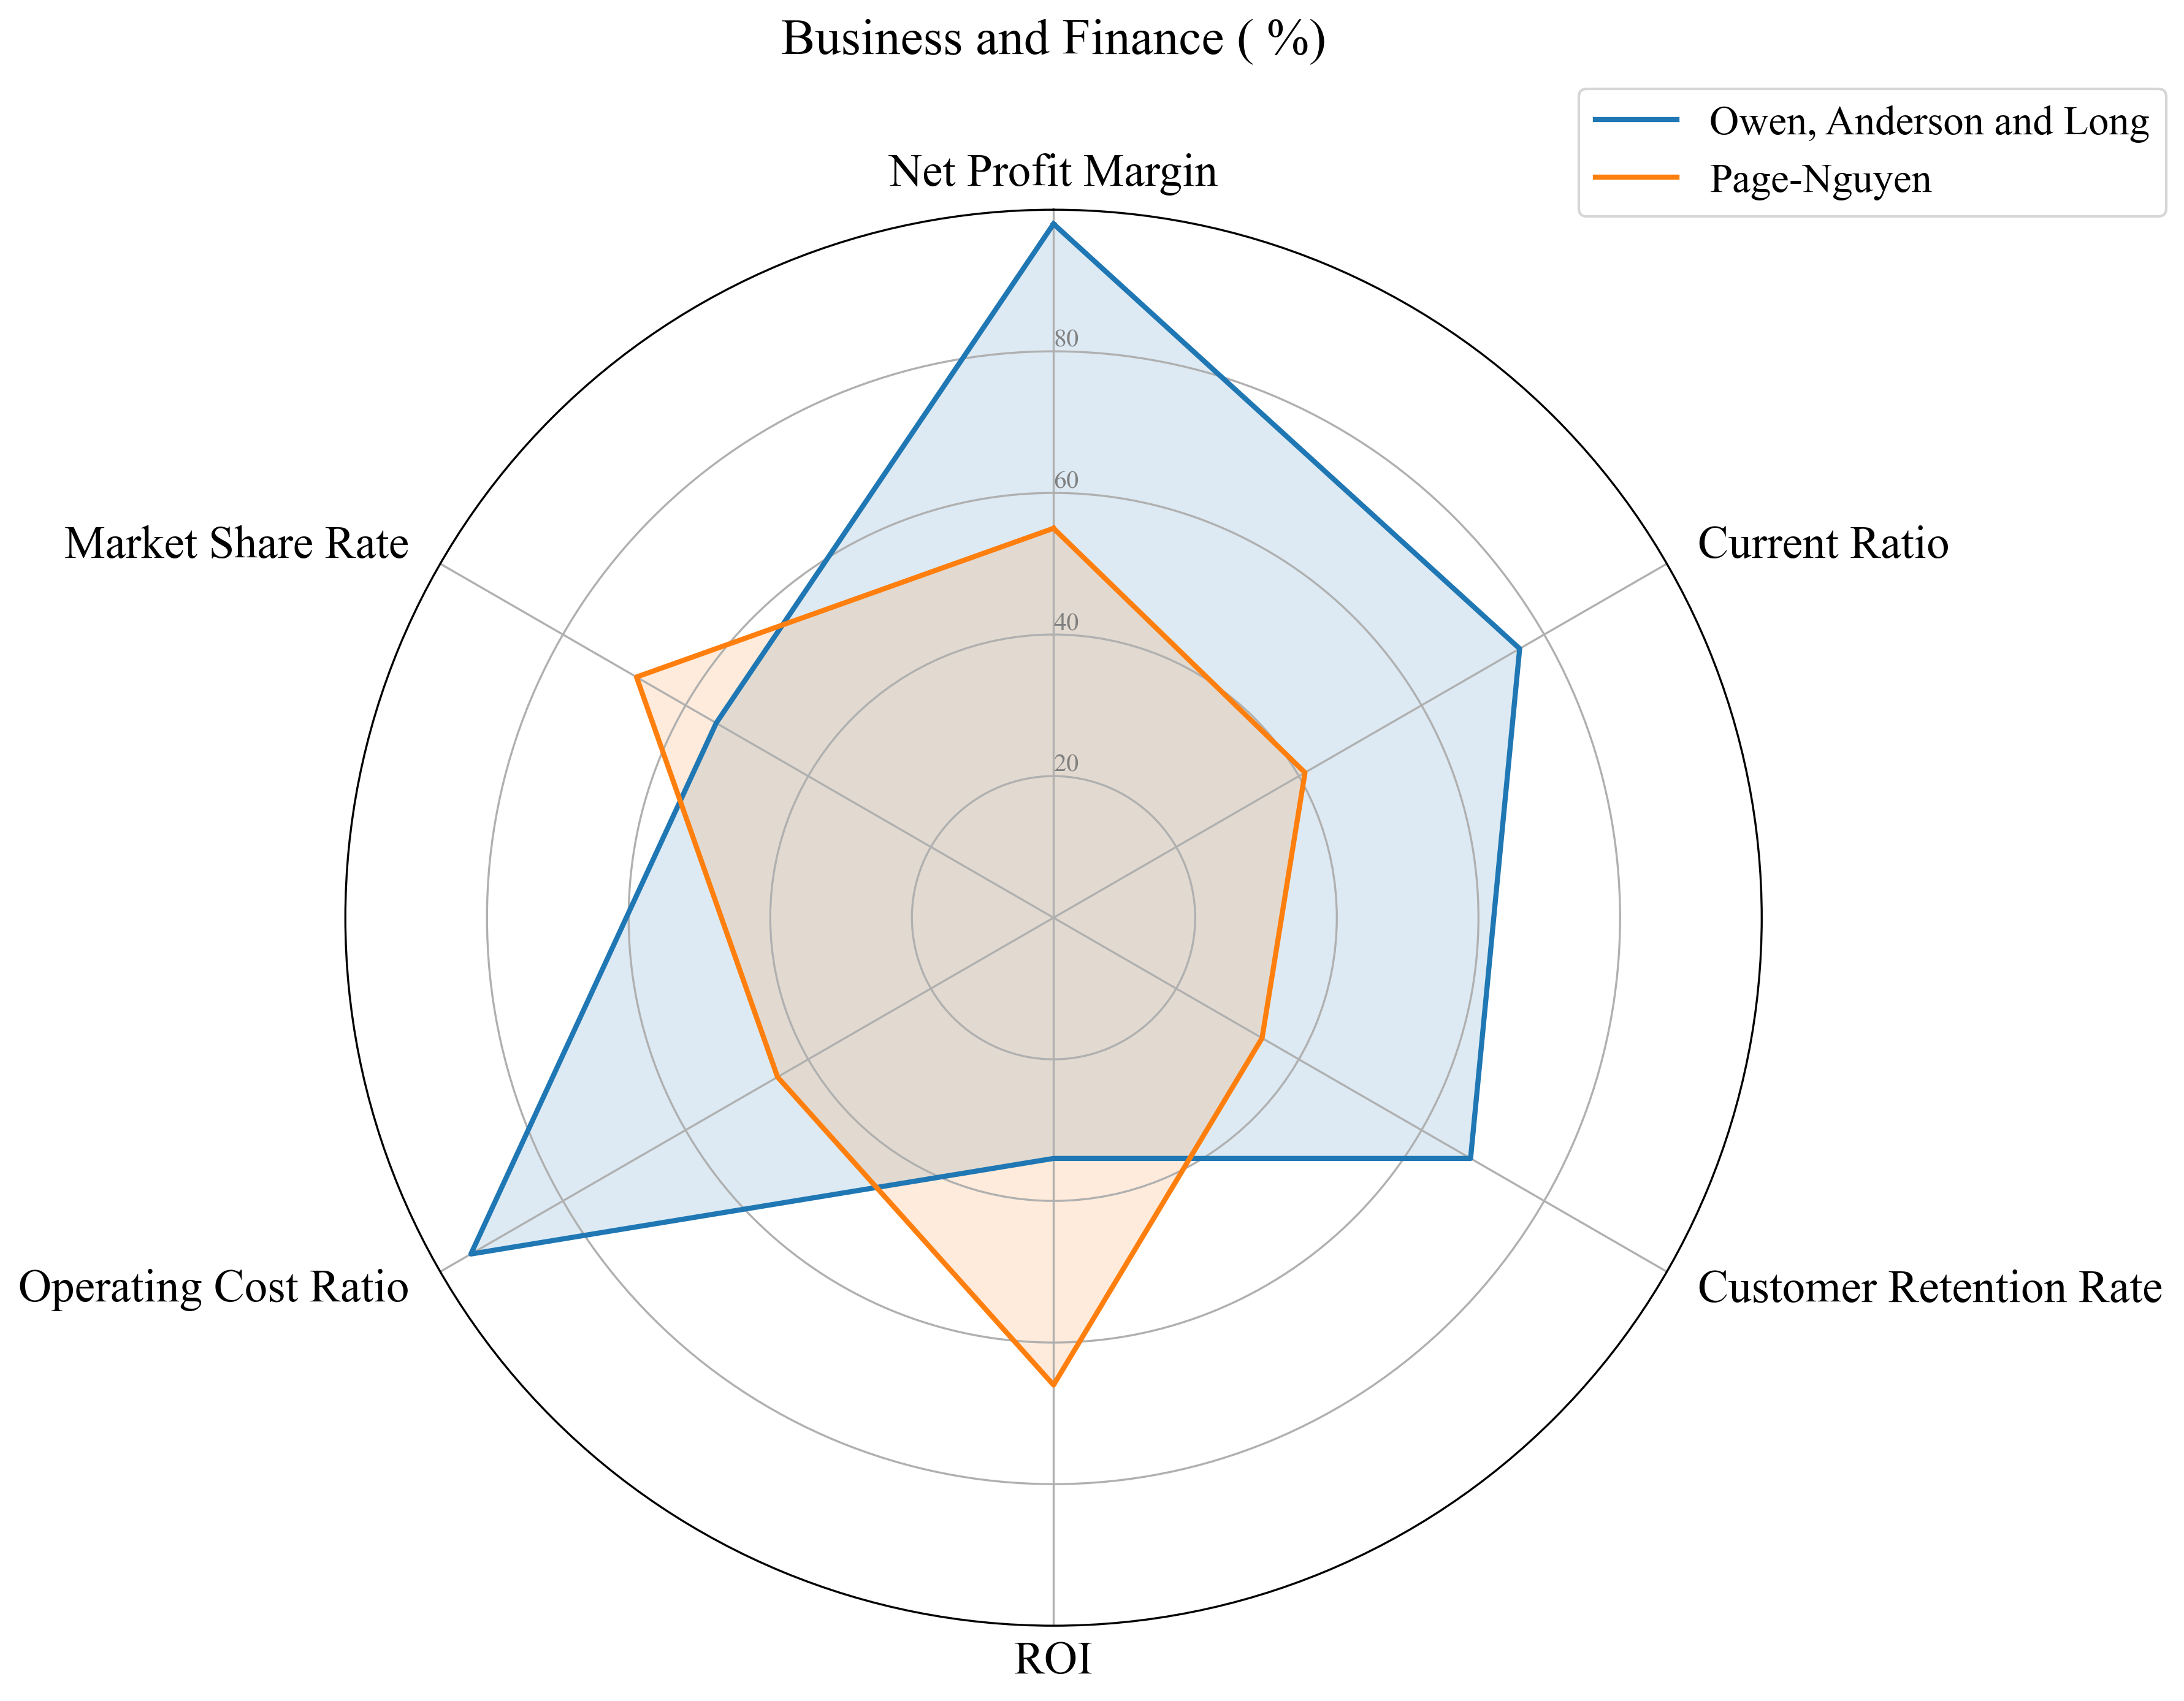 Business and Finance ( %)
Owen, Anderson and Long
Page-Nguyen
Net Profit Margin
80
60
Market Share Rate
Current Ratio
40
20
Operating Cost Ratio
Customer Retention Rate
ROI